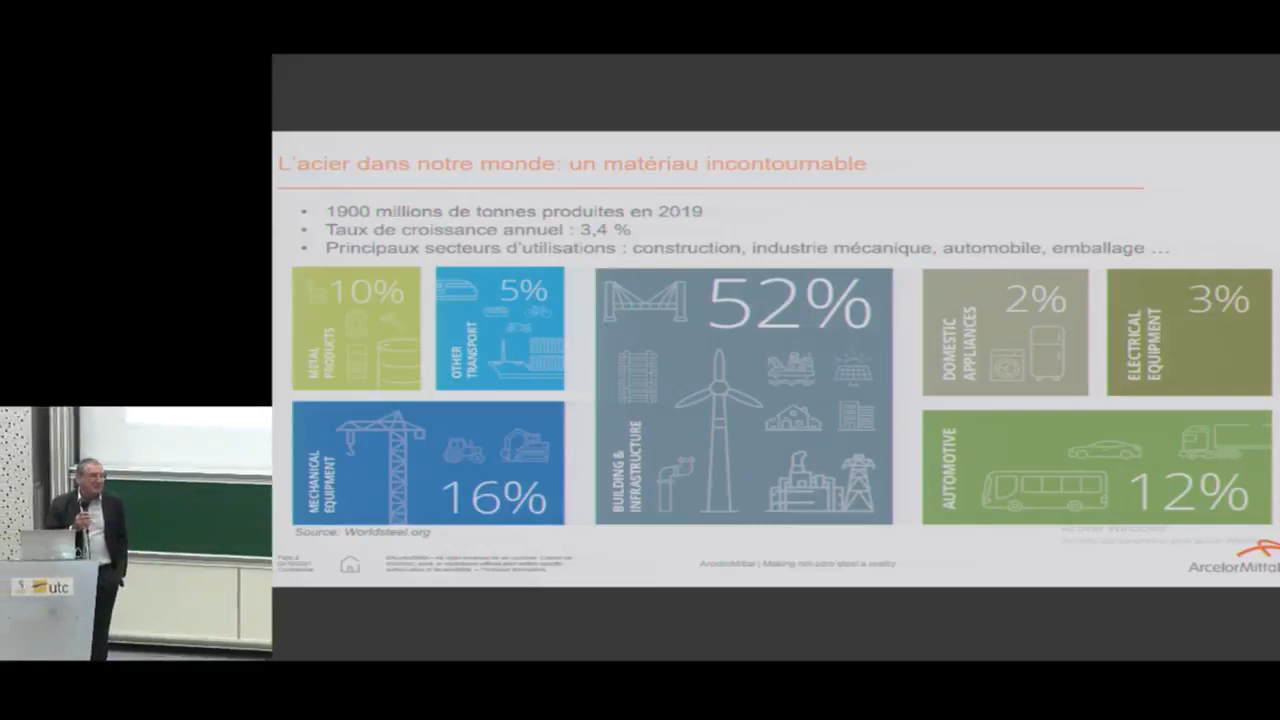 L'acier dans notre monde: un matériau incontournable
• 1900 millions de tonnes produites en 2019
• Taux de croissance annuel : 3,4 %
• Principaux secteurs d'utilisations : construction, industrie mécanique, automobile, emballage ...
10%
METAL
PRODUCTS
5%
OTHER
TRANSPORT
52%
BUILDING &
INFRASTRUCTURE
2%
DOMESTIC
APPLIANCES
3%
ELECTRICAL
EQUIPMENT
MECHANICAL
EQUIPMENT
16%
AUTOMOTIVE
12%
Source: Worldsteel.org
ArcelorMittal
utc